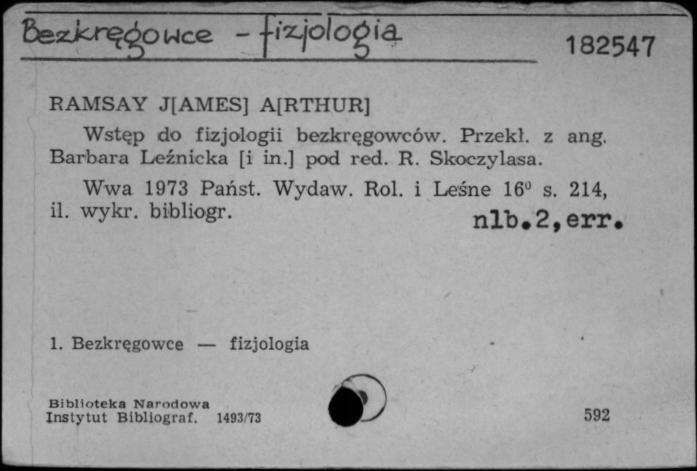 Bezkręgowce - fizjologia
182547
RAMSAY J[AMES] A[RTHUR]
Wstęp do fizjologii bezkręgowców. Przekł. z ang.
Barbara Leźnicka [i in.] pod red. R. Skoczylasa.
Wwa 1973 Państ. Wydaw. Rol. i Leśne 16⁰ s. 214,
il. wykr. bibliogr.
nlb.2,err.
1. Bezkręgowce — fizjologia
Biblioteka Narodowa
Instytut Bibliograf. 1493/73
592